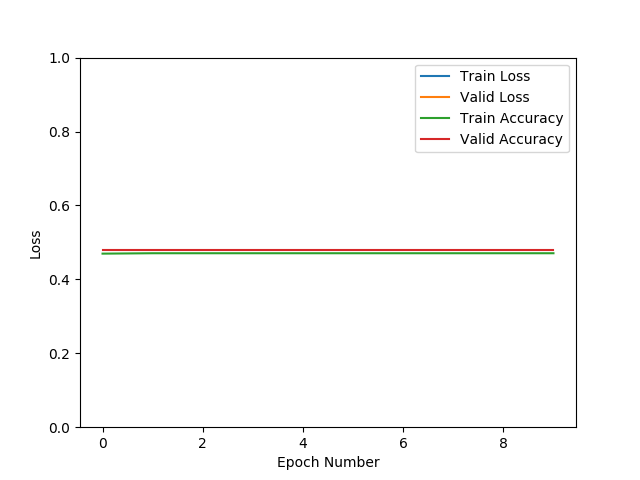 1.0
0.8
0.6
0.4
0.2
0.0
Loss
Train Loss
Valid Loss
Train Accuracy
Valid Accuracy
0 2 4 6 8
Epoch Number